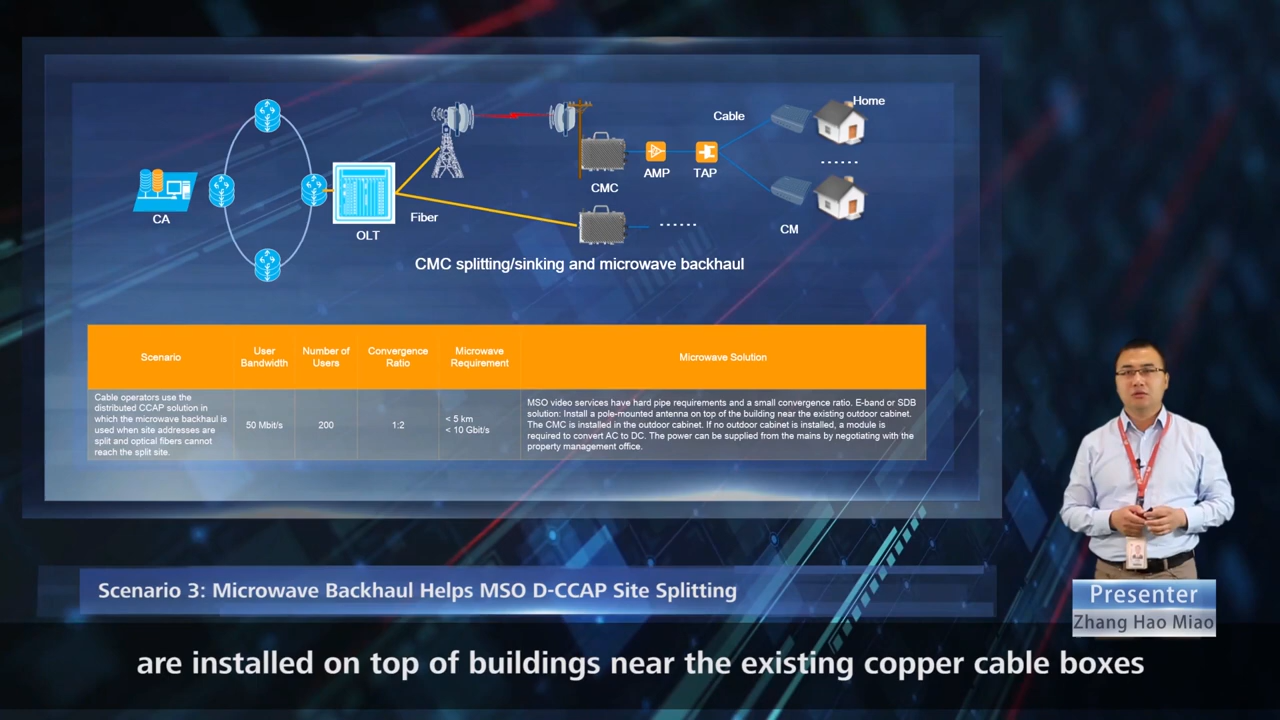 Home
Cable
CMC
AMP
TAP
CA
Fiber
OLT
CM
CMC splitting/sinking and microwave backhaul
Scenario
User
Bandwidth
Number of
Users
Convergence
Ratio
Microwave
Requirement
Microwave Solution
Cable operators use the
distributed CCAP solution in
which the microwave backhaul is
used when site addresses are
split and optical fibers cannot
reach the split site.
50 Mbit/s
200
1:2
< 5 km
< 10 Gbit/s
MSO video services have hard pipe requirements and a small convergence ratio. E-band or SDB
solution: Install a pole-mounted antenna on top of the building near the existing outdoor cabinet.
The CMC is installed in the outdoor cabinet. If no outdoor cabinet is installed, a module is
required to convert AC to DC. The power can be supplied from the mains by negotiating with the
property management office.
Scenario 3: Microwave Backhaul Helps MSO D-CCAP Site Splitting
Presenter
Zhang Hao Miao
are installed on top of buildings near the existing copper cable boxes